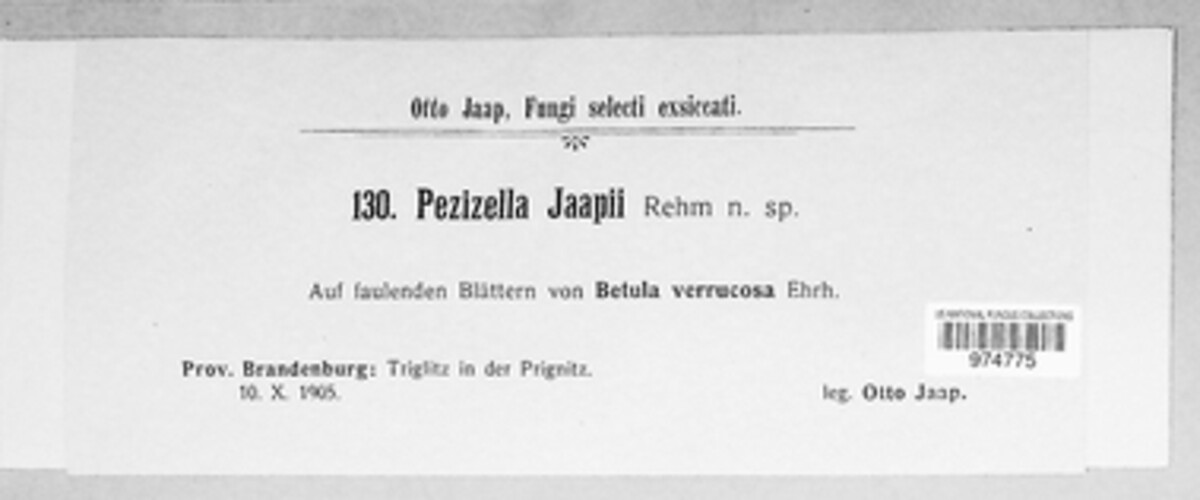 Otto Jaap, Fungi selecti exsiccati.
130. Pezizella Jaapii Rehm n. sp.
Auf faulenden Blättern von Betula verrucosa Ehrh.
US NATIONAL FUNGUS COLLECTIONS
974775
Prov. Brandenburg: Triglitz in der Prignitz.
10. X. 1905.
leg. Otto Jaap.